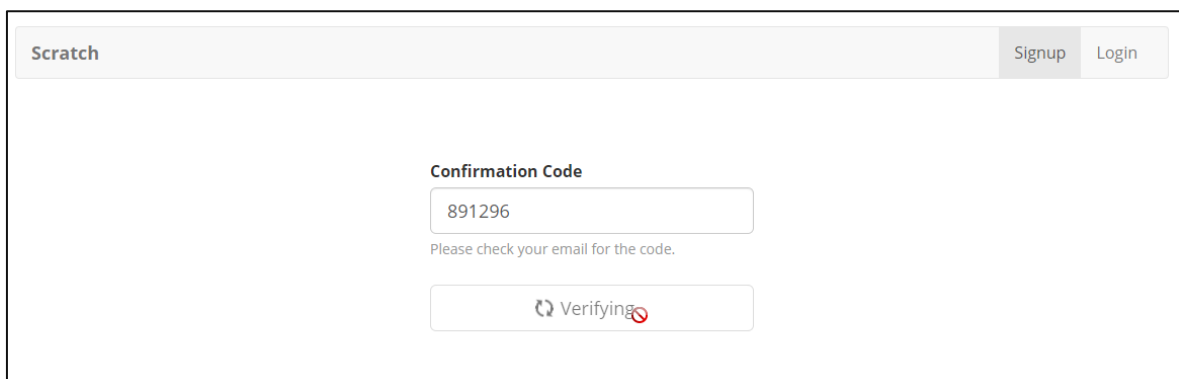 Scratch Signup Login
Confirmation Code
891296
Please check your email for the code.
Verifying